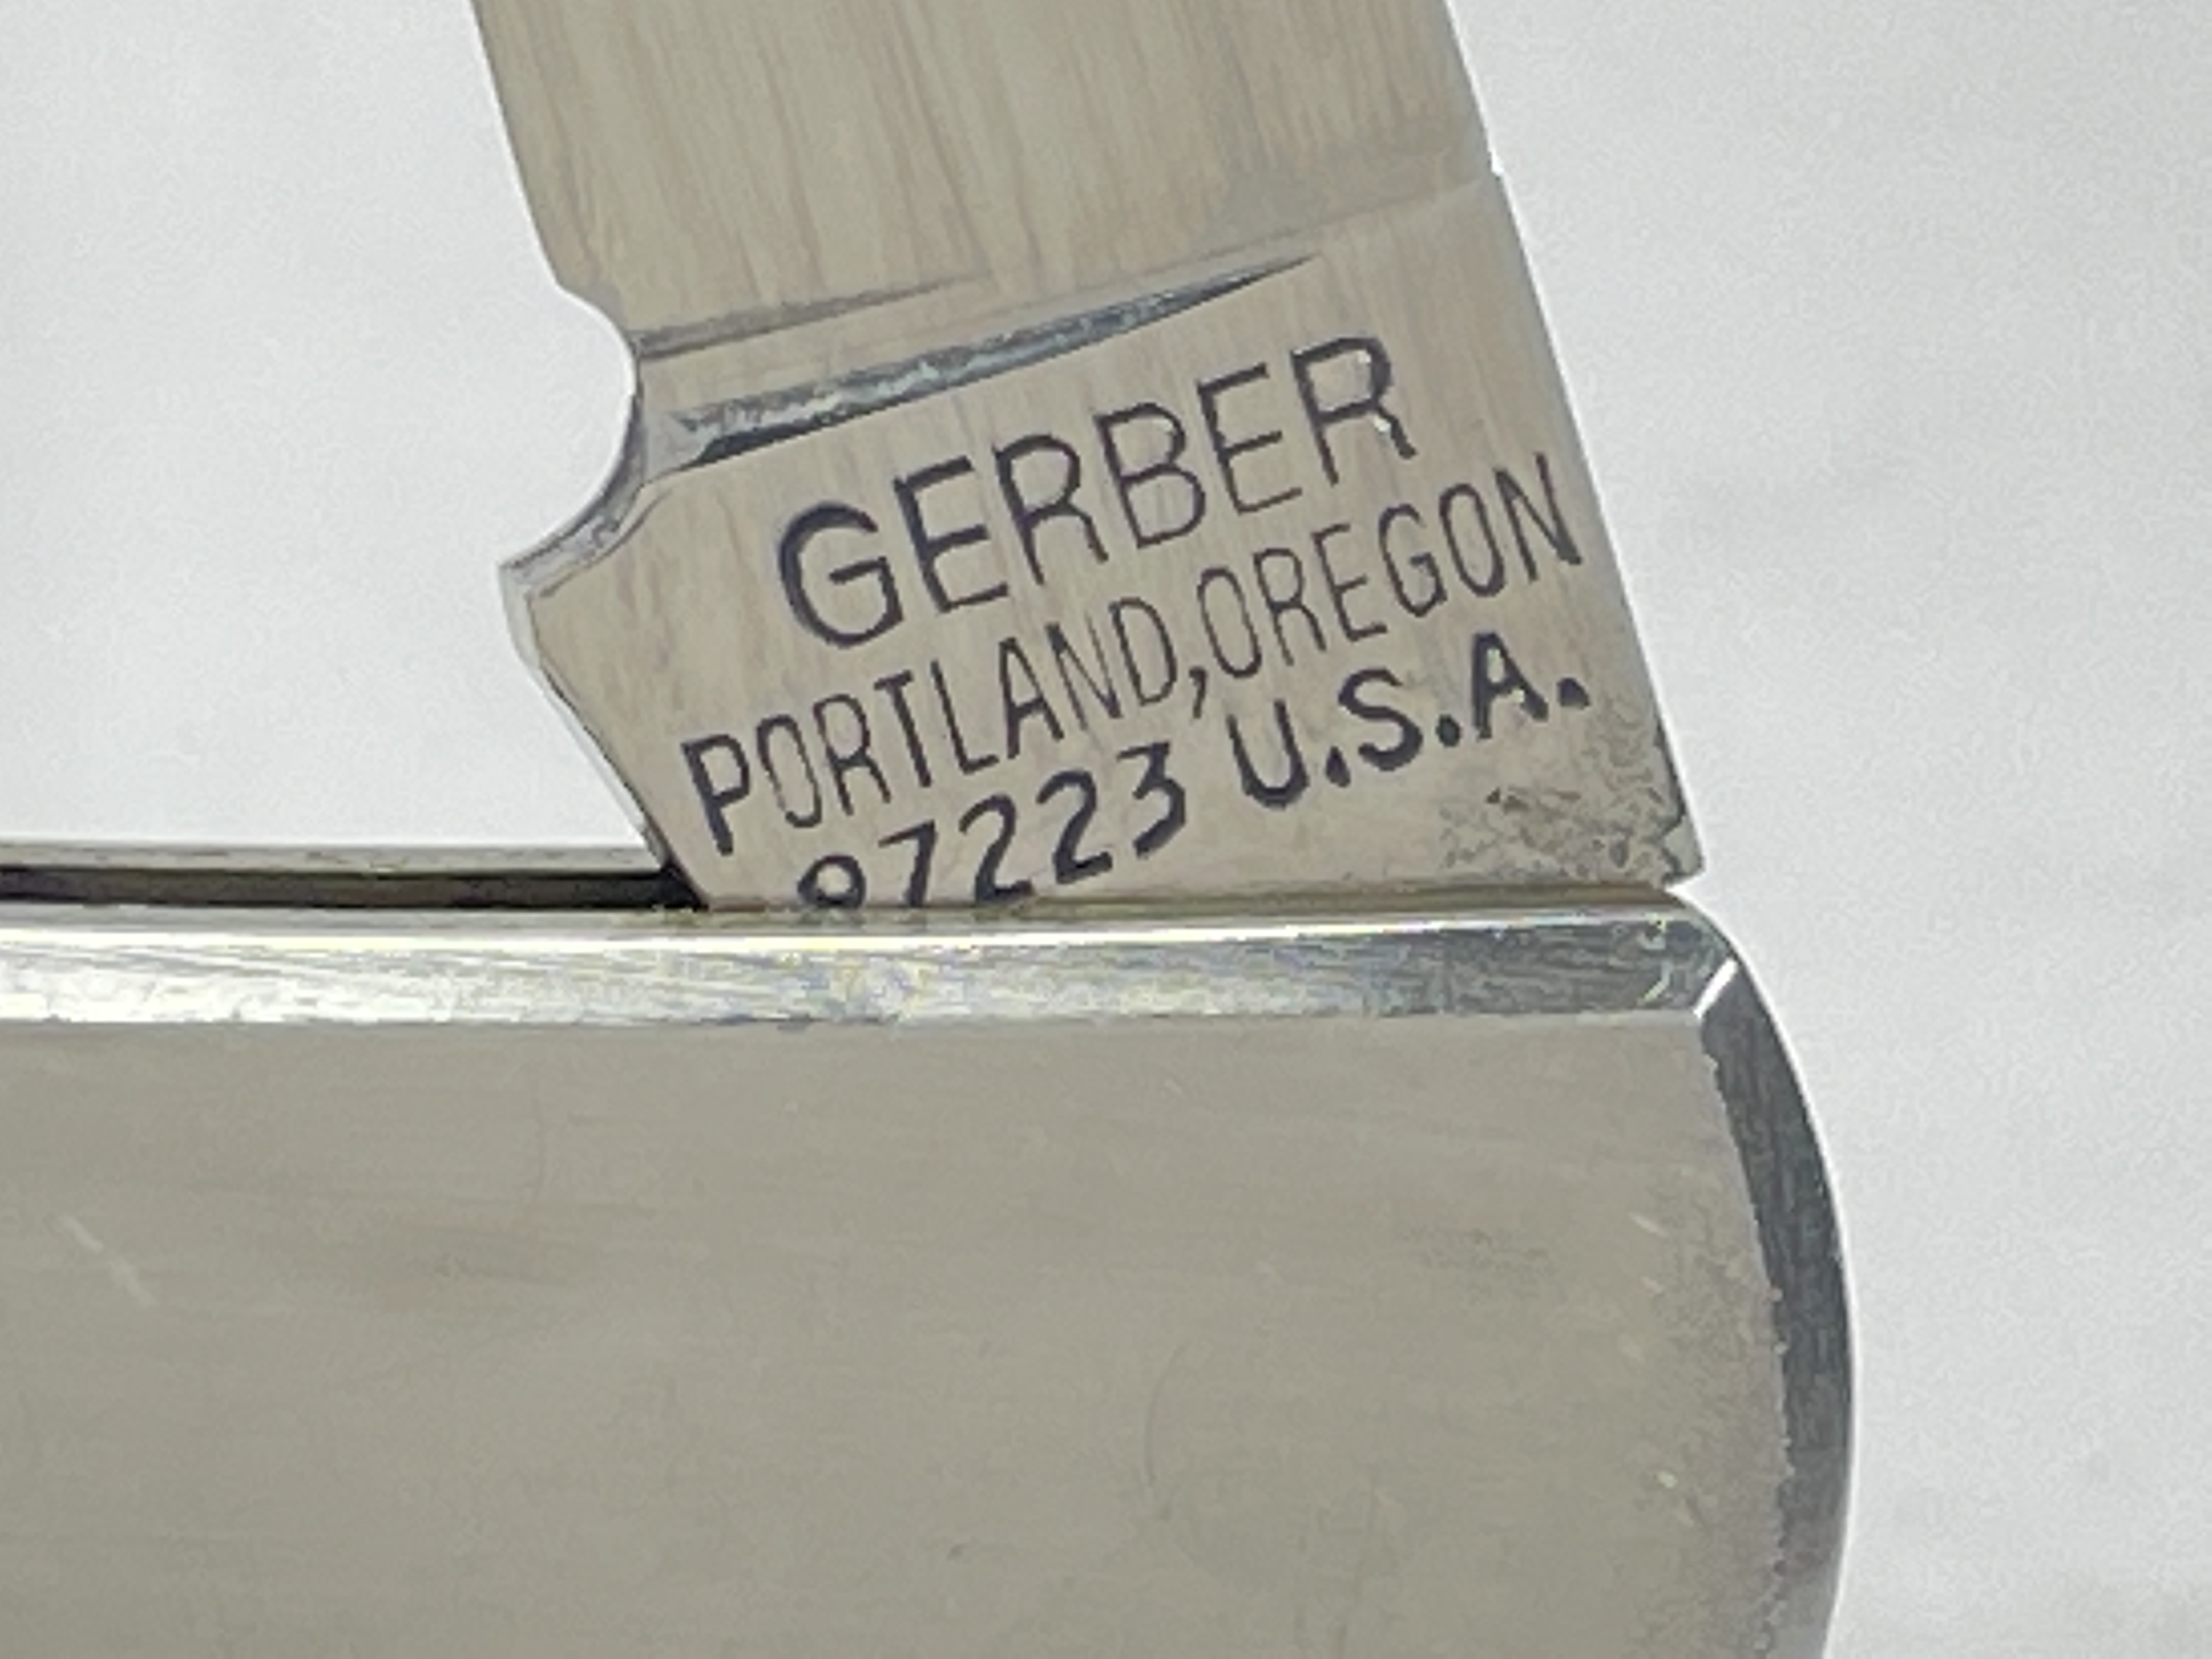 GERBER
PORTLAND, OREGON
97223 U.S.A.